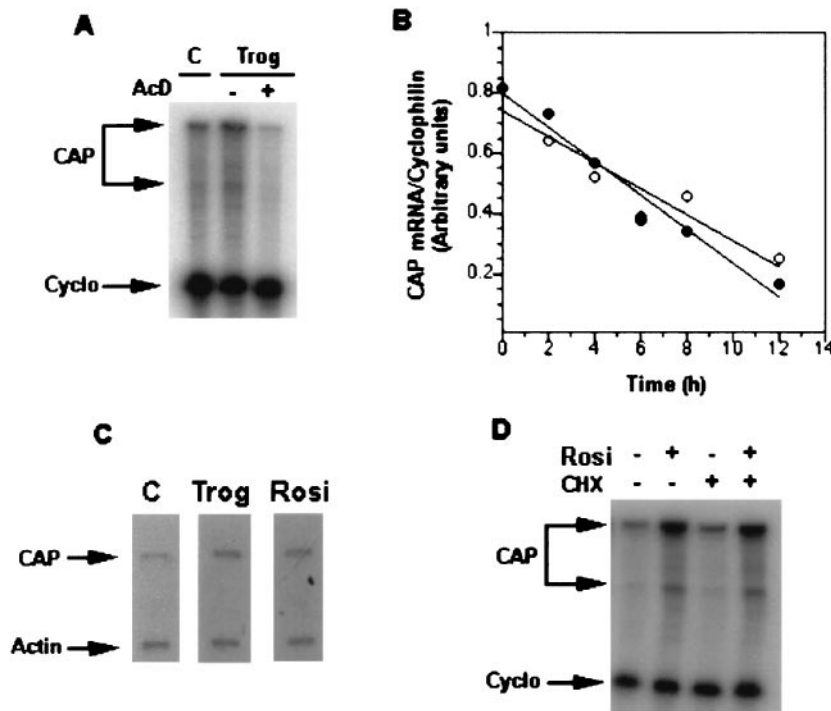 A
C Trog
AcD - +
CAP
Cyclo
B
CAP mRNA/Cyclophilin
(Arbitrary units)
1
0.8
0.6
0.4
0.2
0 2 4 6 8 10 12 14
Time (h)
C
C Trog Rosi
CAP
Actin
D
Rosi - + - +
CHX - - + +
CAP
Cyclo